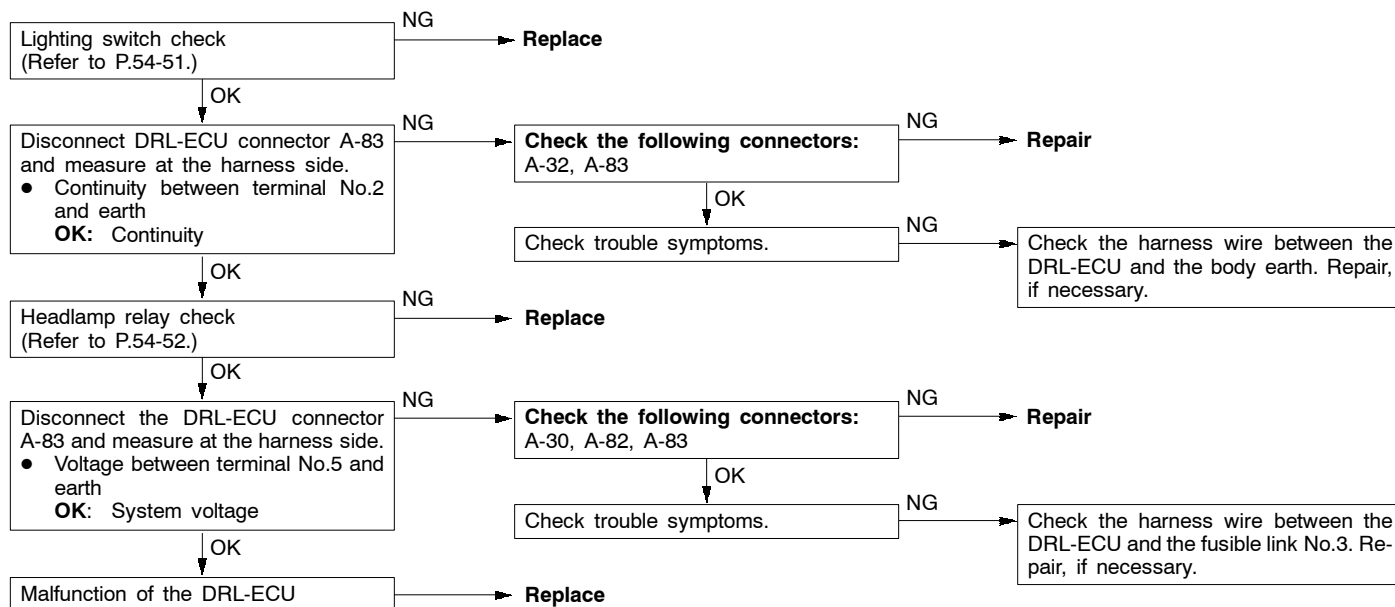 Lighting switch check
(Refer to P.54-51.)
NG
Replace
OK
Disconnect DRL-ECU connector A-83
and measure at the harness side.
● Continuity between terminal No.2
and earth
OK: Continuity
NG
Check the following connectors:
A-32, A-83
NG
Repair
OK
Check trouble symptoms.
NG
Check the harness wire between the
DRL-ECU and the body earth. Repair,
if necessary.
OK
Headlamp relay check
(Refer to P.54-52.)
NG
Replace
OK
Disconnect the DRL-ECU connector
A-83 and measure at the harness side.
● Voltage between terminal No.5 and
earth
OK: System voltage
NG
Check the following connectors:
A-30, A-82, A-83
NG
Repair
OK
Check trouble symptoms.
NG
Check the harness wire between the
DRL-ECU and the fusible link No.3. Re-
pair, if necessary.
OK
Malfunction of the DRL-ECU
Replace